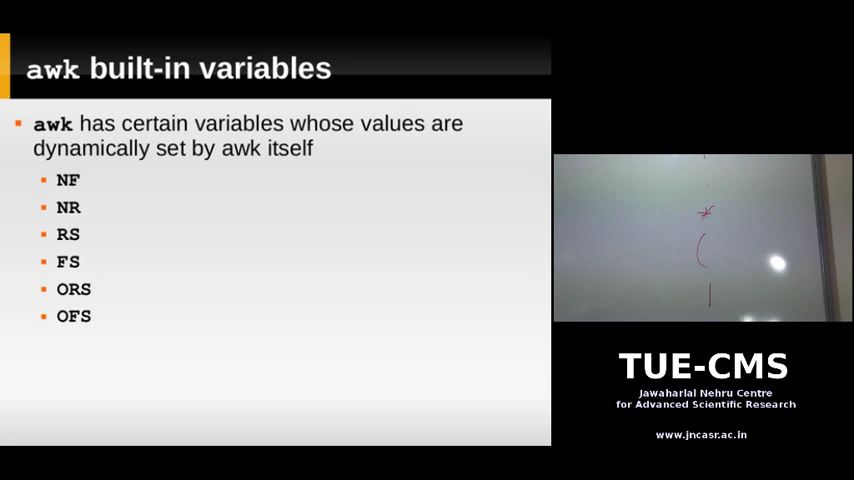 awk built-in variables
awk has certain variables whose values are
dynamically set by awk itself
NF
NR
RS
FS
ORS
OFS
*
(
|
TUE-CMS
Jawaharlal Nehru Centre
for Advanced Scientific Research
www.jncasr.ac.in